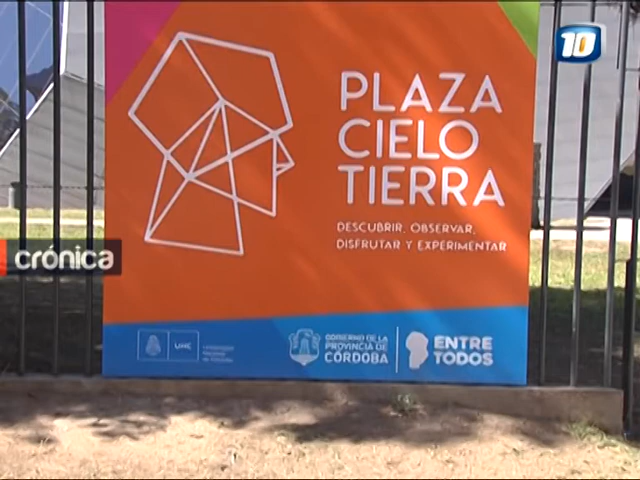 10
PLAZA
CIELO
TIERRA
DESCUBRIR, OBSERVAR,
DISFRUTAR Y EXPERIMENTAR
crónica
UNC
GOBIERNO DE LA
PROVINCIA DE
CÓRDOBA
ENTRE
TODOS